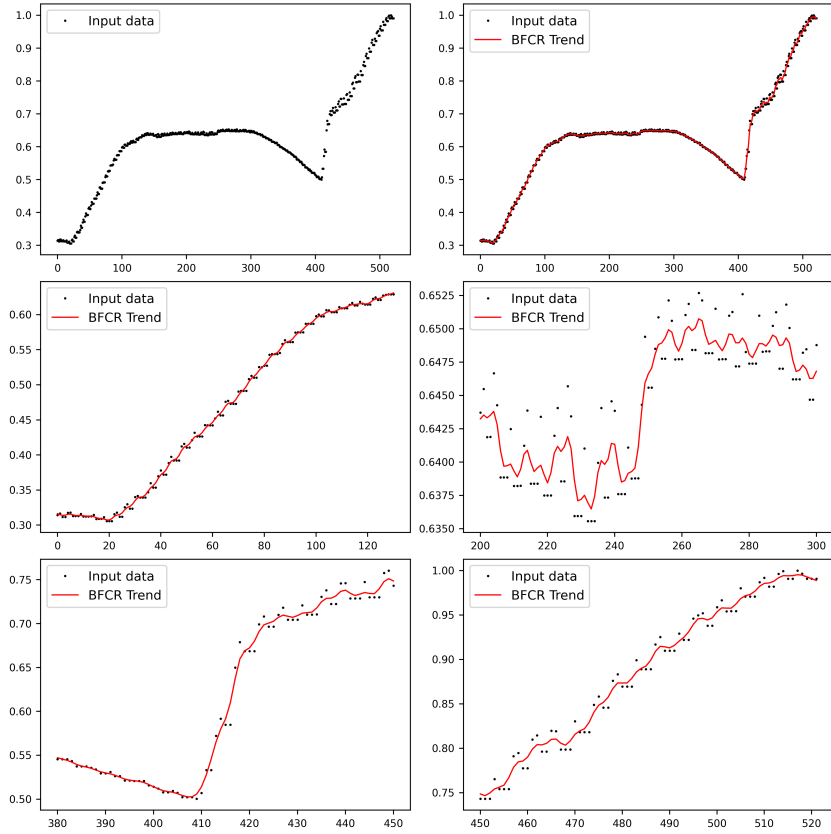 Input data
1.0
0.9
0.8
0.7
0.6
0.5
0.4
0.3
0 100 200 300 400 500
Input data
BFCR Trend
1.0
0.9
0.8
0.7
0.6
0.5
0.4
0.3
0 100 200 300 400 500
Input data
BFCR Trend
0.60
0.55
0.50
0.45
0.40
0.35
0.30
0 20 40 60 80 100 120
Input data
BFCR Trend
0.6525
0.6500
0.6475
0.6450
0.6425
0.6400
0.6375
0.6350
200 220 240 260 280 300
Input data
BFCR Trend
0.75
0.70
0.65
0.60
0.55
0.50
380 390 400 410 420 430 440 450
Input data
BFCR Trend
1.00
0.95
0.90
0.85
0.80
0.75
450 460 470 480 490 500 510 520